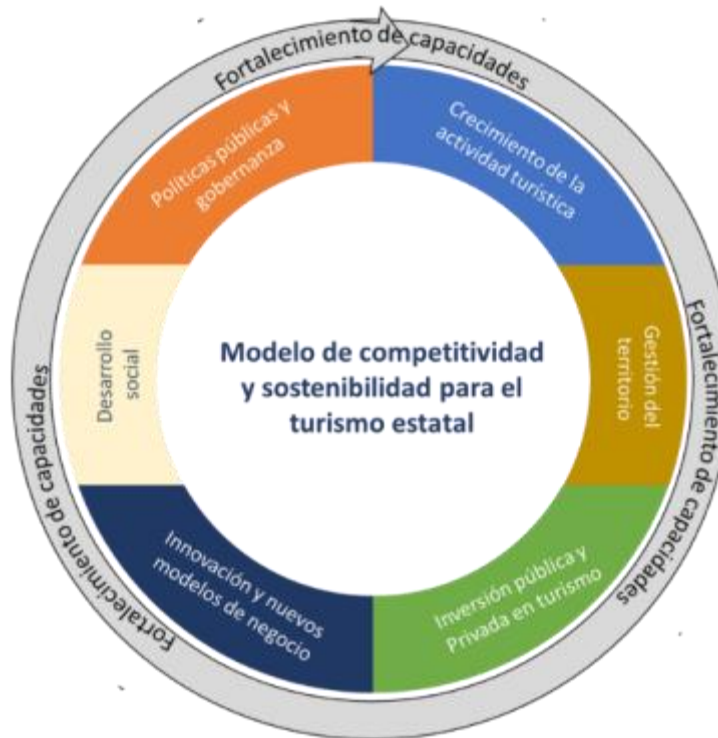 Fortalecimiento de capacidades
Crecimiento de la
actividad turística
Gestión del
territorio
Fortalecimiento de capacidades
Inversión pública y
Privada en turismo
Innovación y nuevos
modelos de negocio
Fortalecimiento de capacidades
Desarrollo
social
Políticas públicas y
gobernanza
Modelo de competitividad
y sostenibilidad para el
turismo estatal